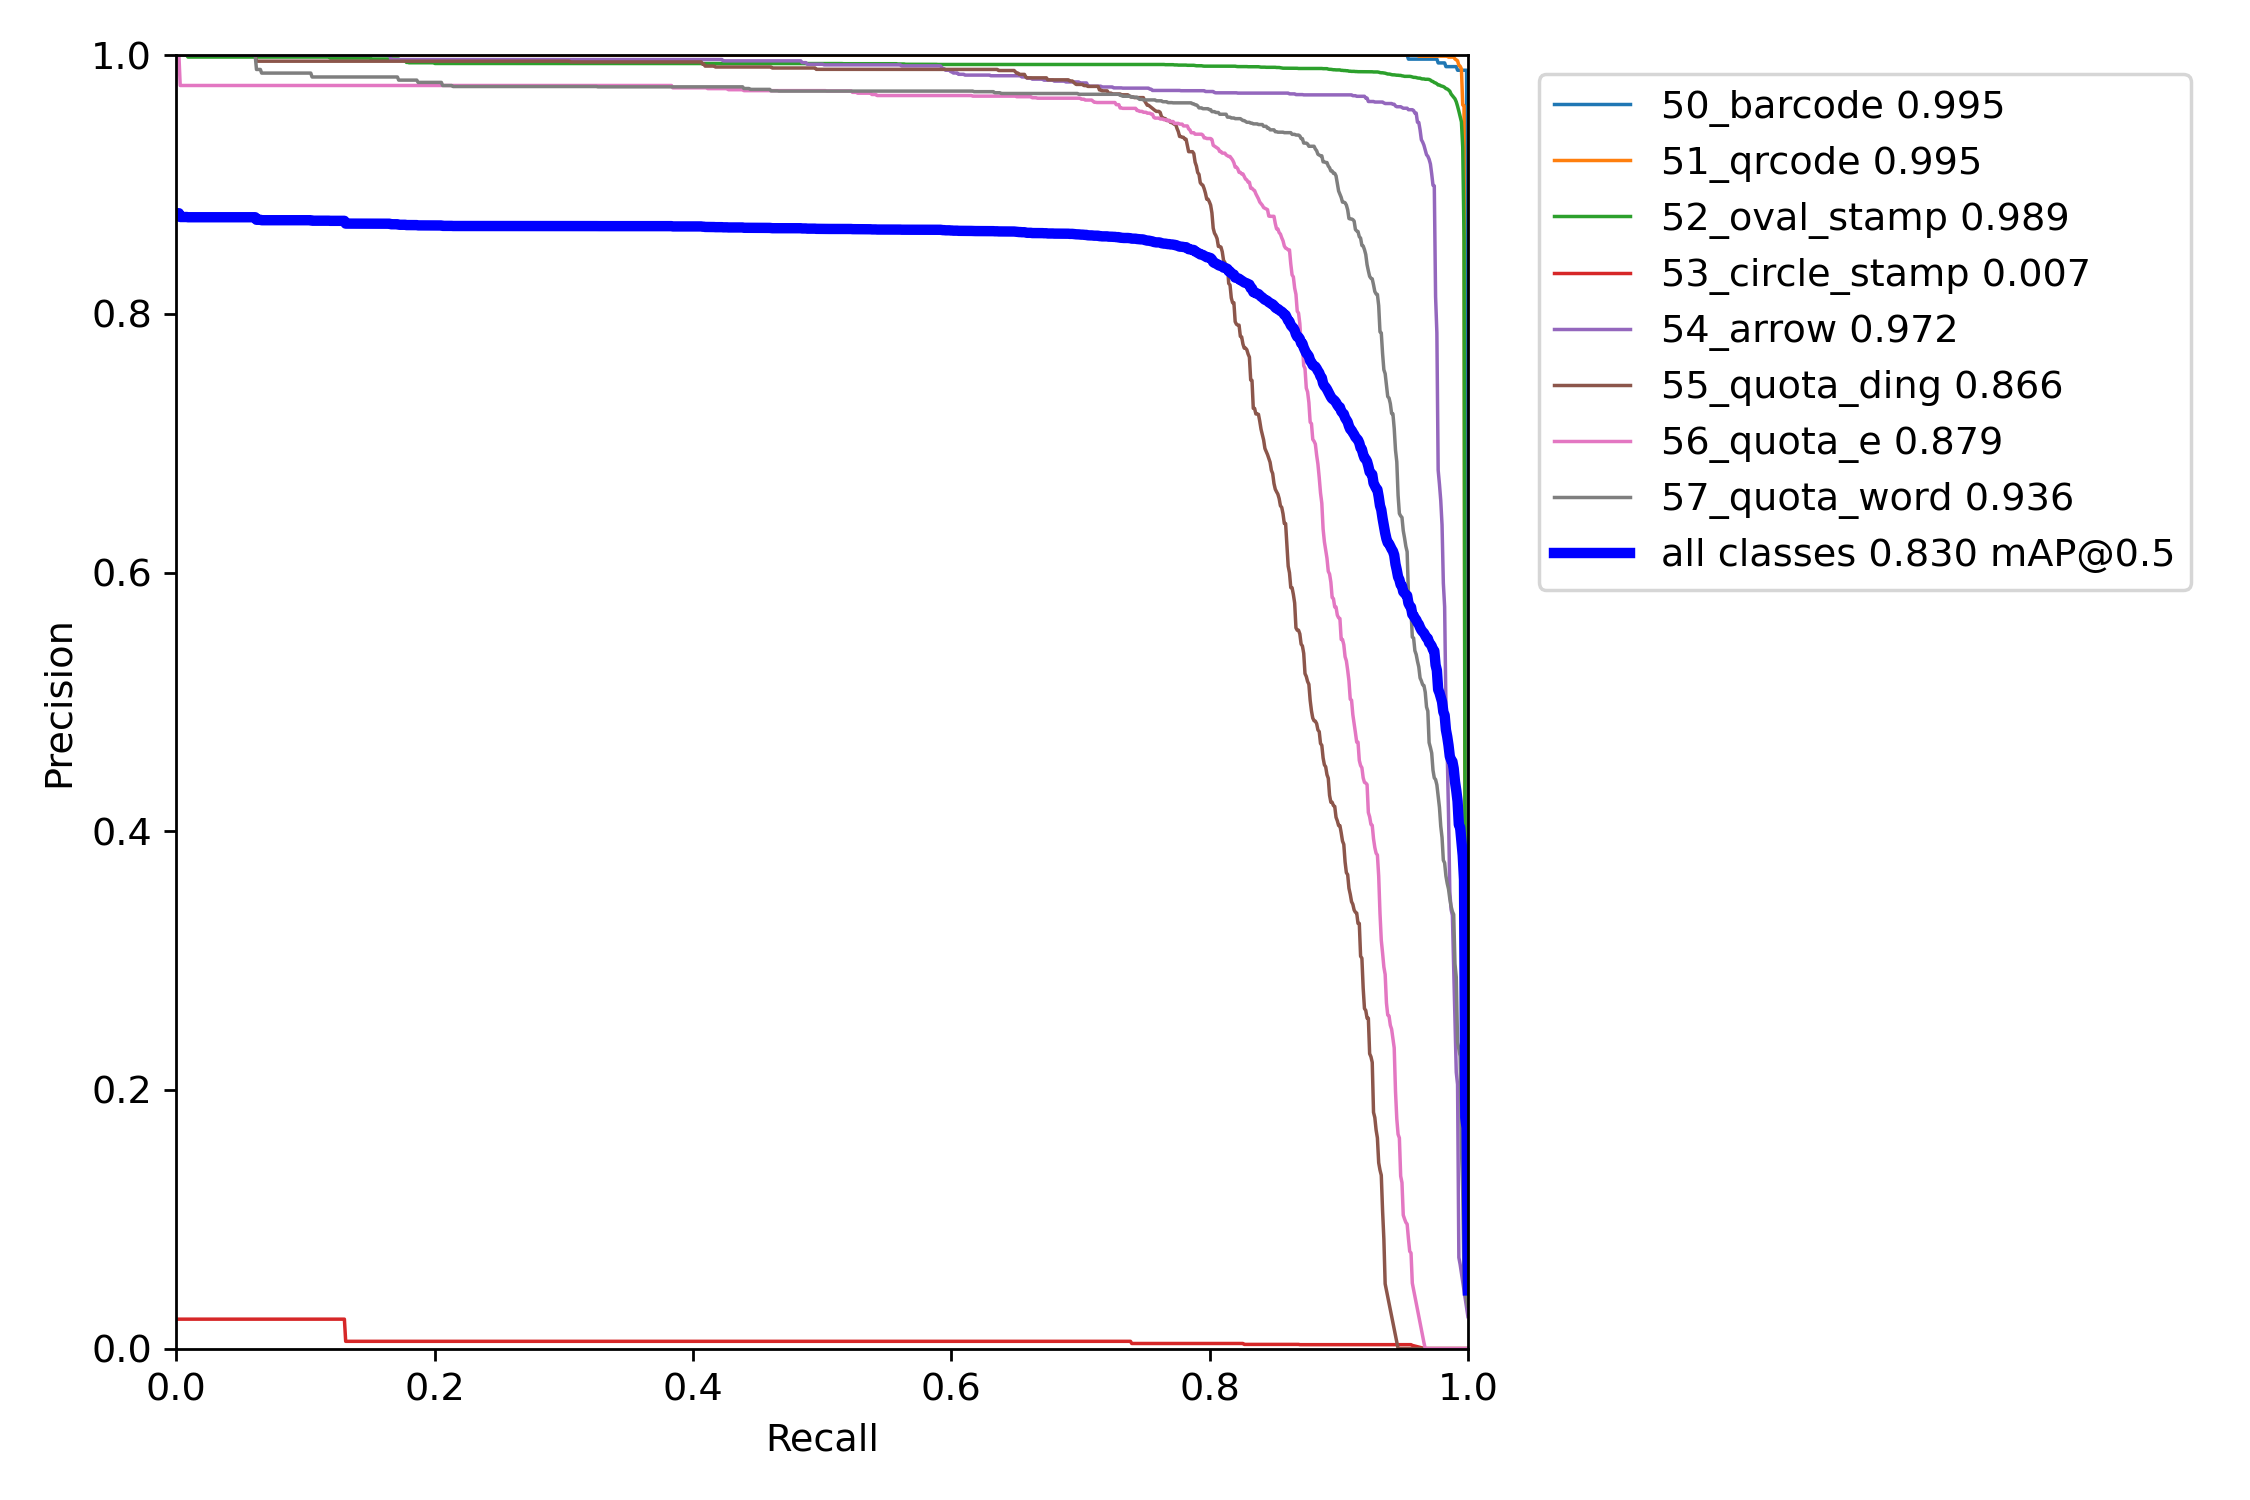 1.0
0.8
0.6
0.4
0.2
0.0
Precision
0.0 0.2 0.4 0.6 0.8 1.0
Recall
50_barcode 0.995
51_qrcode 0.995
52_oval_stamp 0.989
53_circle_stamp 0.007
54_arrow 0.972
55_quota_ding 0.866
56_quota_e 0.879
57_quota_word 0.936
all classes 0.830 mAP@0.5